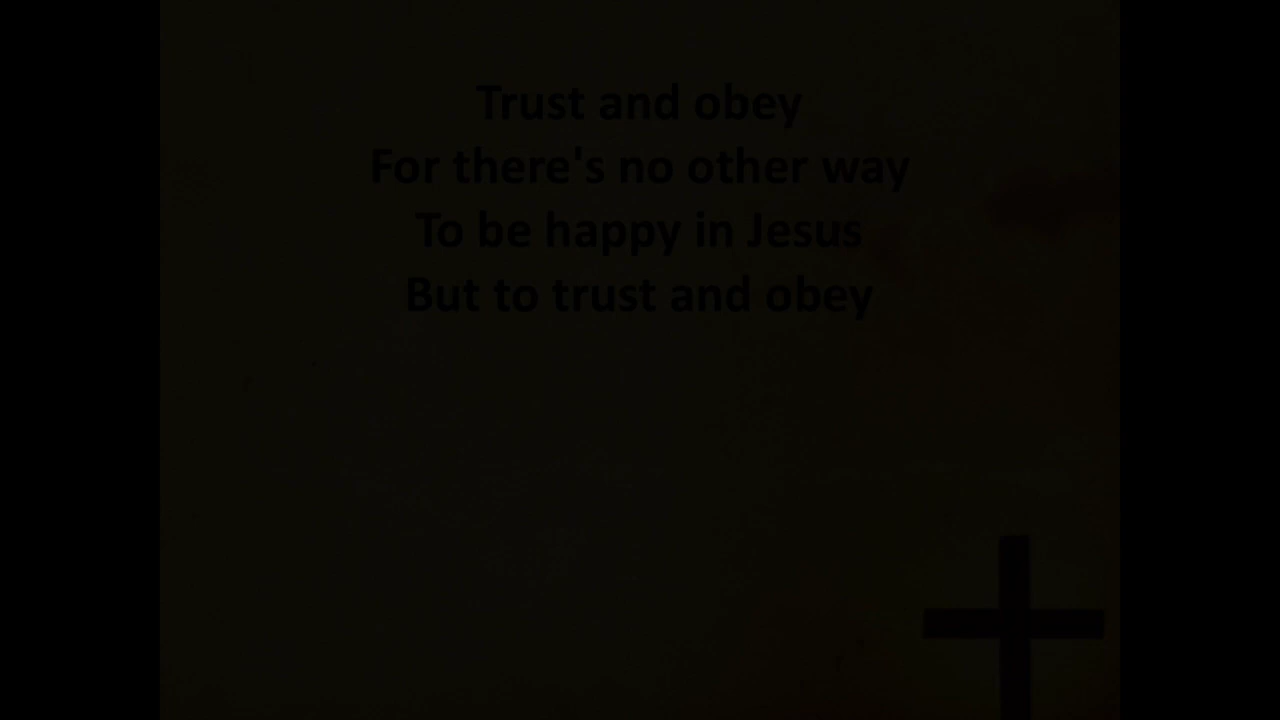 Trust and obey
For there's no other way
To be happy in Jesus
But to trust and obey